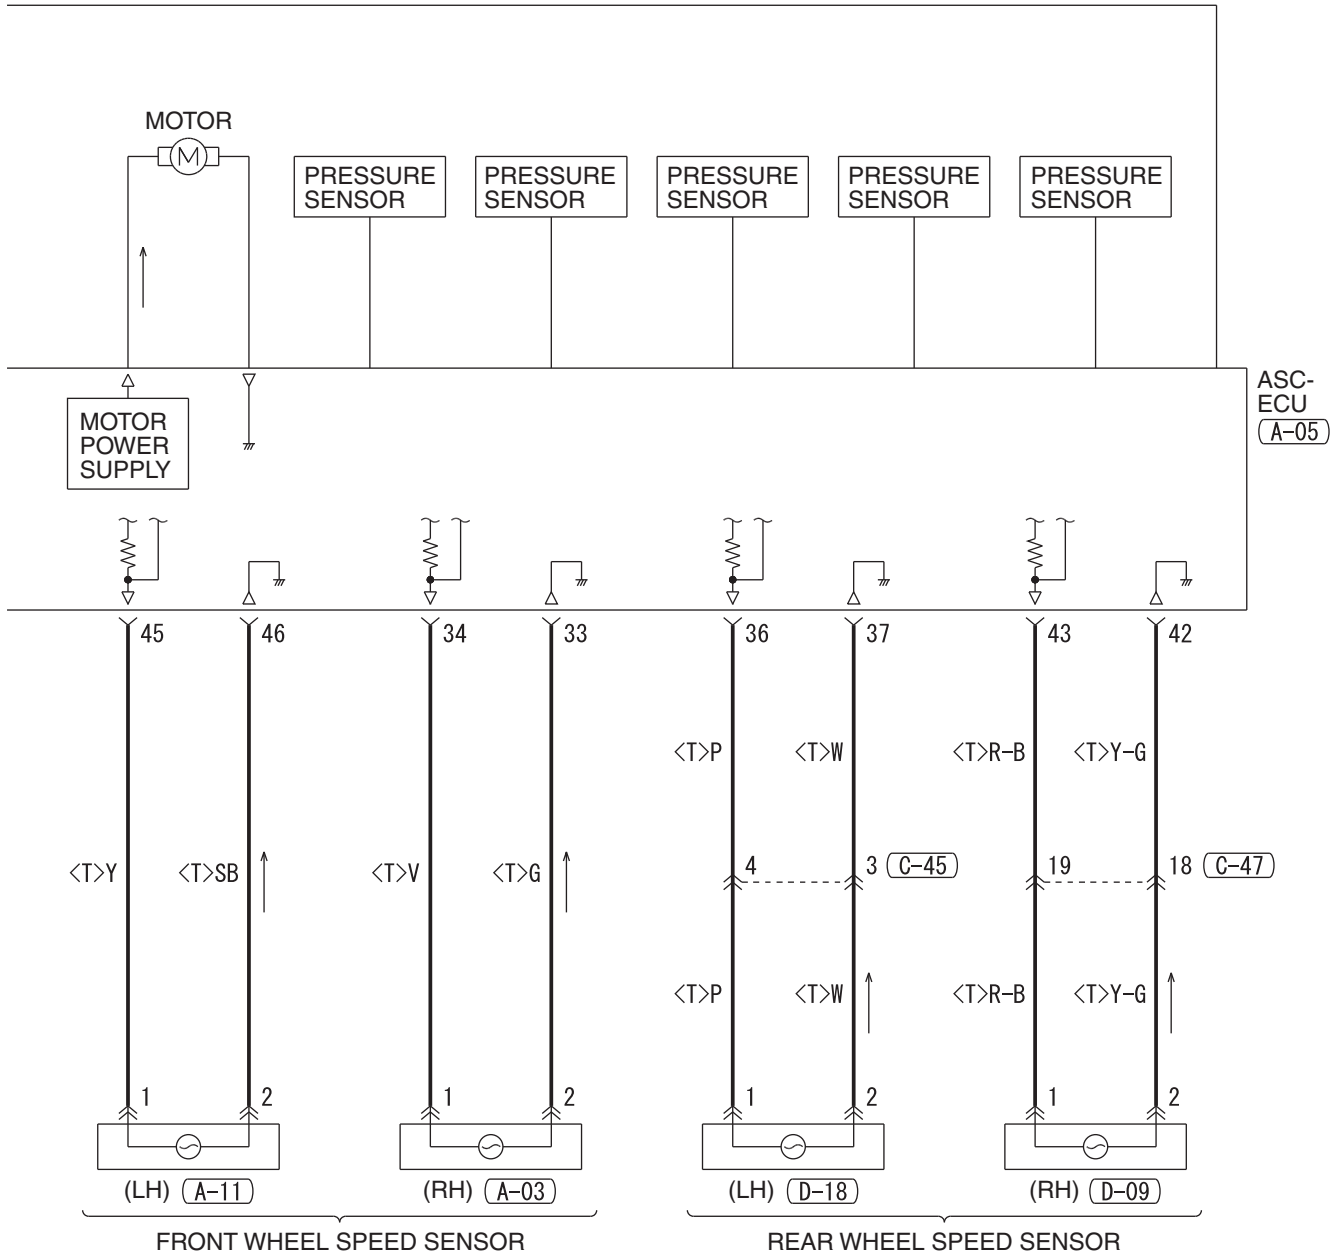 MOTOR
M
PRESSURE
SENSOR
PRESSURE
SENSOR
PRESSURE
SENSOR
PRESSURE
SENSOR
PRESSURE
SENSOR
ASC-
ECU
A-05
MOTOR
POWER
SUPPLY
45 46 34 33 36 37 43 42
<T>P <T>W <T>R-B <T>Y-G
<T>Y <T>SB <T>V <T>G 4 3 C-45 19 18 C-47
<T>P <T>W <T>R-B <T>Y-G
1 2 1 2 1 2 1 2
(LH) A-11 (RH) A-03 (LH) D-18 (RH) D-09
FRONT WHEEL SPEED SENSOR REAR WHEEL SPEED SENSOR